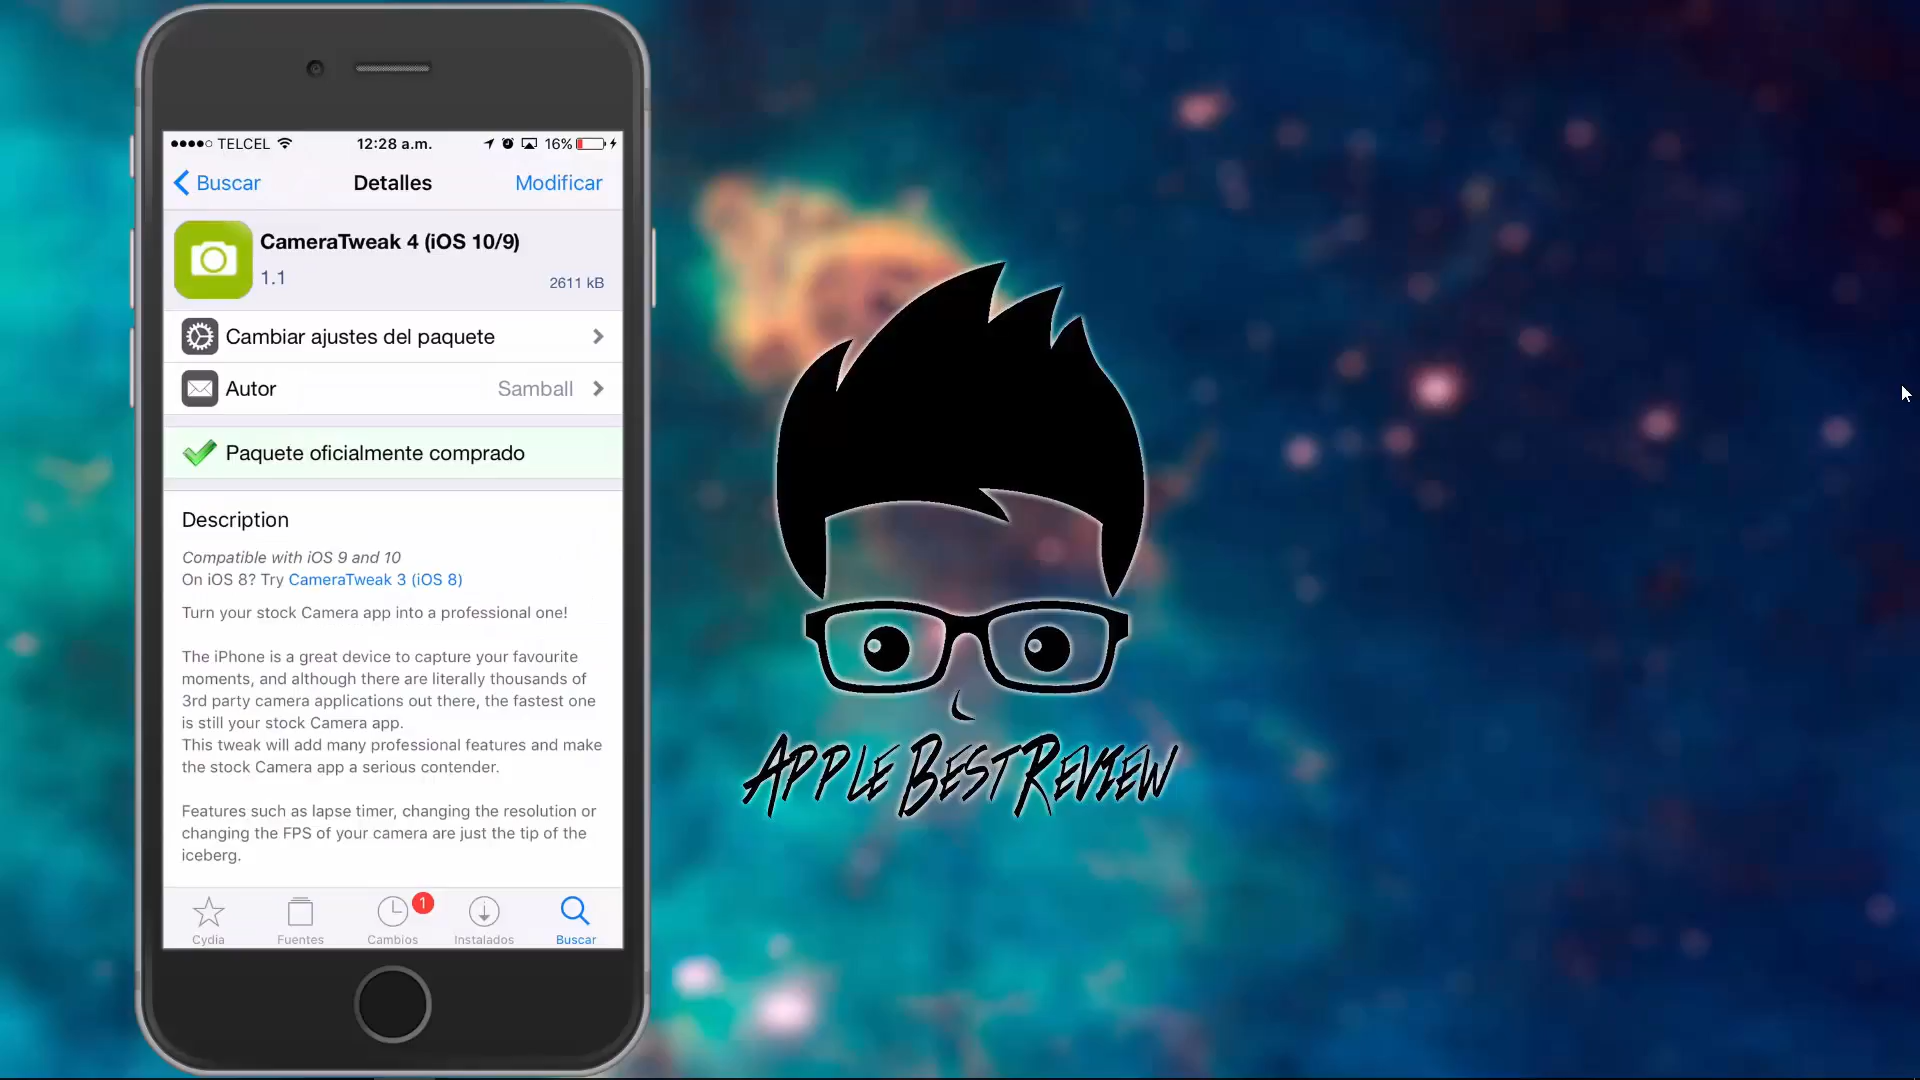 TELCEL
12:28 a.m.
16%
Buscar
Detalles
Modificar
CameraTweak 4 (iOS 10/9)
1.1
2611 kB
Cambiar ajustes del paquete
Autor
Samball
Paquete oficialmente comprado
Description
Compatible with iOS 9 and 10
On iOS 8? Try CameraTweak 3 (iOS 8)
Turn your stock Camera app into a professional one!
The iPhone is a great device to capture your favourite
moments, and although there are literally thousands of
3rd party camera applications out there, the fastest one
is still your stock Camera app.
This tweak will add many professional features and make
the stock Camera app a serious contender.
Features such as lapse timer, changing the resolution or
changing the FPS of your camera are just the tip of the
iceberg.
1
Cydia
Fuentes
Cambios
Instalados
Buscar
APPLE BEST REVIEW